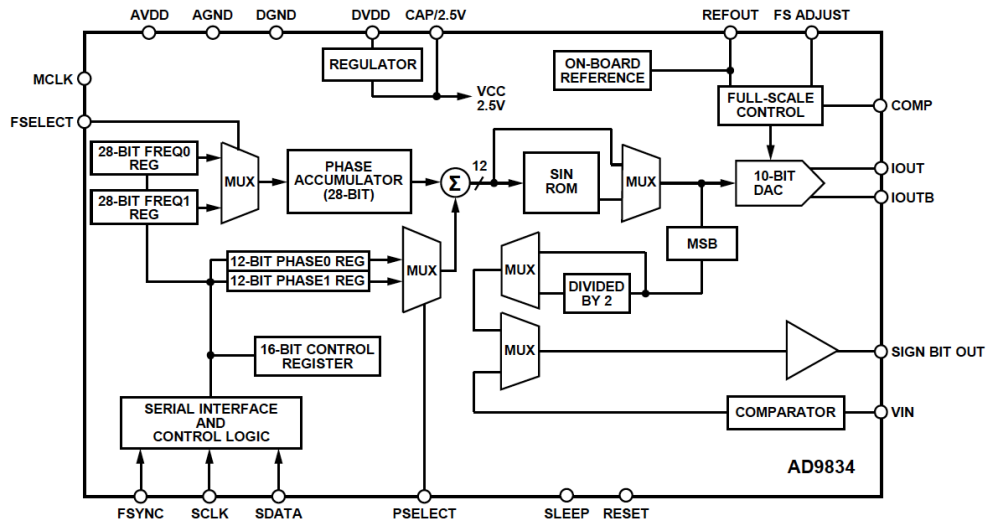 AVDD AGND DGND DVDD CAP/2.5V REFOUT FS ADJUST
REGULATOR
ON-BOARD
REFERENCE
MCLK
VCC
2.5V
FULL-SCALE
CONTROL
COMP
FSELECT
28-BIT FREQ0
REG
MUX
PHASE
ACCUMULATOR
(28-BIT)
Σ
12
SIN
ROM
MUX
10-BIT
DAC
IOUT
IOUTB
28-BIT FREQ1
REG
MSB
12-BIT PHASE0 REG
12-BIT PHASE1 REG
MUX
MUX
DIVIDED
BY 2
16-BIT CONTROL
REGISTER
MUX
SIGN BIT OUT
SERIAL INTERFACE
AND
CONTROL LOGIC
COMPARATOR
VIN
AD9834
FSYNC SCLK SDATA PSELECT SLEEP RESET